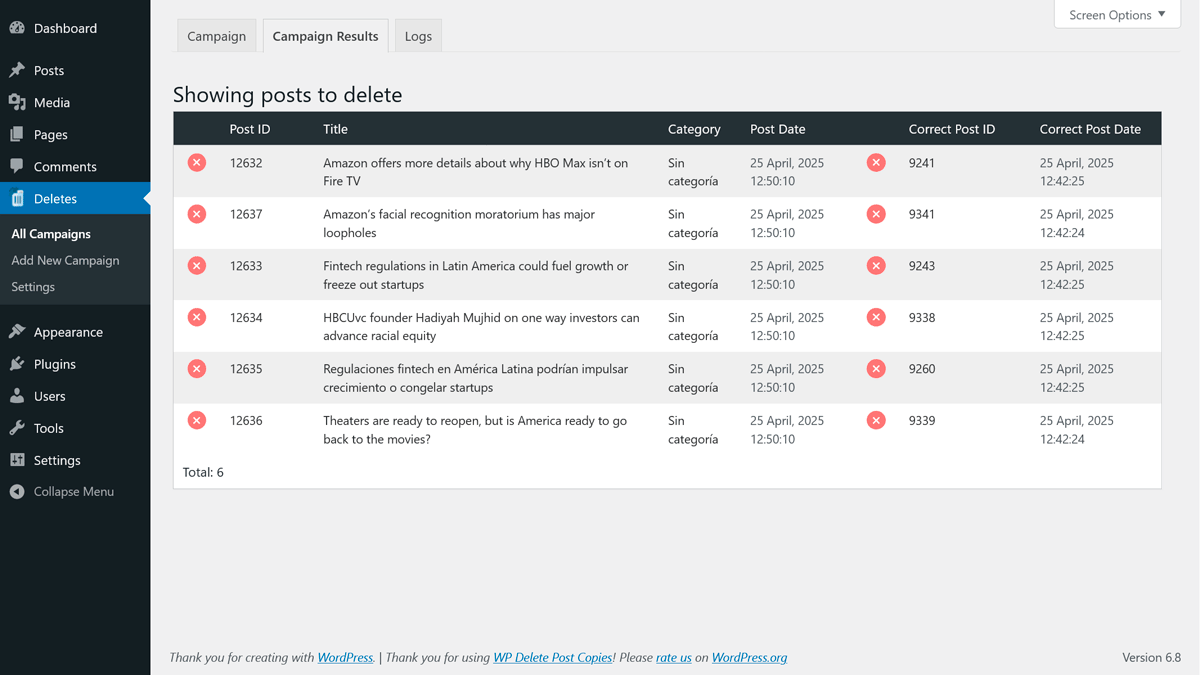 Screen Options ▼
Dashboard
Posts
Media
Pages
Comments
Deletes
All Campaigns
Add New Campaign
Settings
Appearance
Plugins
Users
Tools
Settings
Collapse Menu
Campaign Campaign Results Logs
Showing posts to delete
Post ID Title Category Post Date Correct Post ID Correct Post Date
12632 Amazon offers more details about why HBO Max isn’t on Sin 25 April, 2025 9241 25 April, 2025
Fire TV categoría 12:50:10 12:42:25
12637 Amazon’s facial recognition moratorium has major Sin 25 April, 2025 9341 25 April, 2025
loopholes categoría 12:50:10 12:42:24
12633 Fintech regulations in Latin America could fuel growth or Sin 25 April, 2025 9243 25 April, 2025
freeze out startups categoría 12:50:10 12:42:25
12634 HBCUvc founder Hadiyah Mujhid on one way investors can Sin 25 April, 2025 9338 25 April, 2025
advance racial equity categoría 12:50:10 12:42:25
12635 Regulaciones fintech en América Latina podrían impulsar Sin 25 April, 2025 9260 25 April, 2025
crecimiento o congelar startups categoría 12:50:10 12:42:25
12636 Theaters are ready to reopen, but is America ready to go Sin 25 April, 2025 9339 25 April, 2025
back to the movies? categoría 12:50:10 12:42:24
Total: 6
Thank you for creating with WordPress. | Thank you for using WP Delete Post Copies! Please rate us on WordPress.org Version 6.8